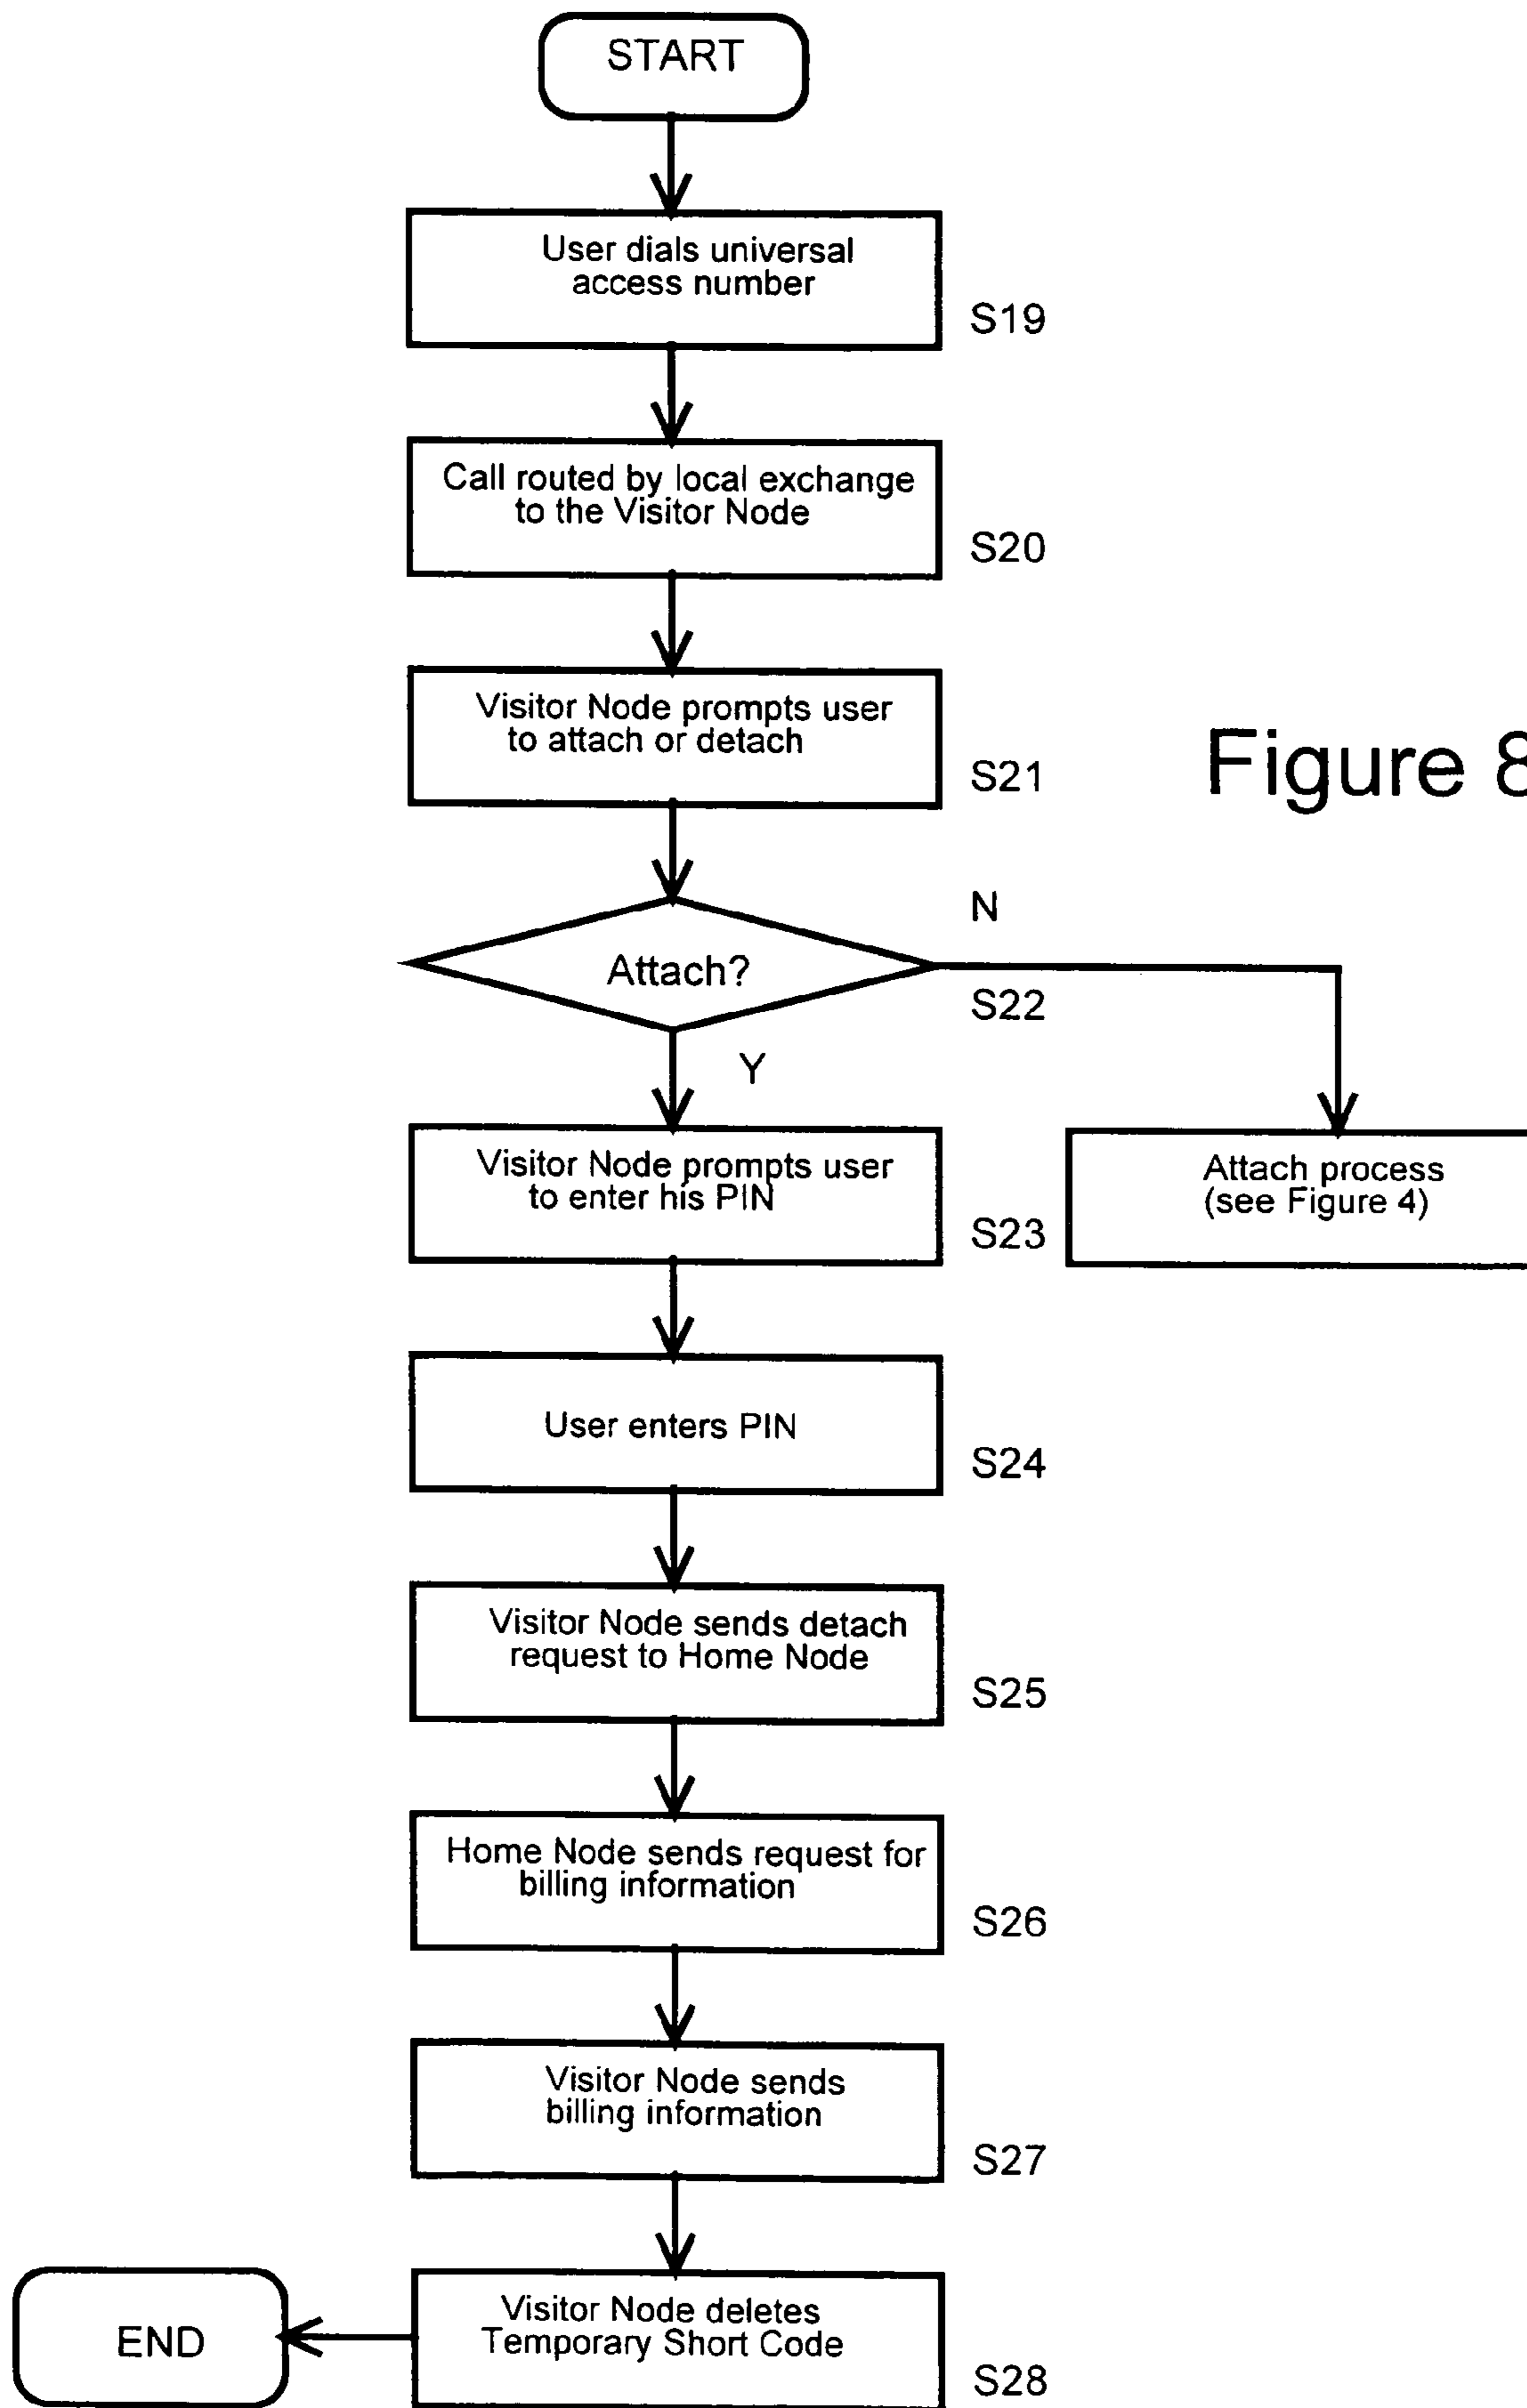 START
User dials universal
access number
S19
Call routed by local exchange
to the Visitor Node
S20
Visitor Node prompts user
to attach or detach
S21
Figure 8
Attach?
N
S22
Y
Visitor Node prompts user
to enter his PIN
S23
Attach process
(see Figure 4)
User enters PIN
S24
Visitor Node sends detach
request to Home Node
S25
Home Node sends request for
billing information
S26
Visitor Node sends
billing information
S27
Visitor Node deletes
Temporary Short Code
S28
END